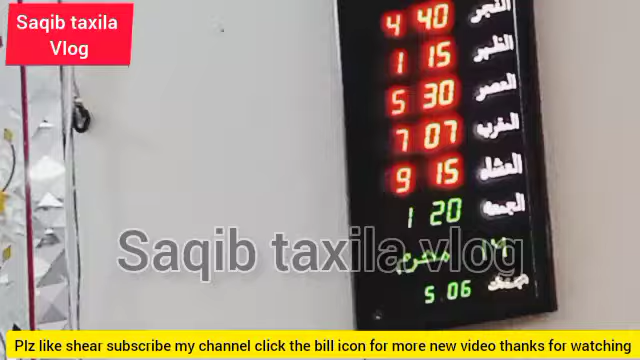 Saqib taxila
Vlog
4 40 الفجر
1 15 الظهر
5 30 العصر
7 07 المغرب
9 15 العشاء
1 20 الجمعه
محرم
5 06
Saqib taxila vlog
Plz like shear subscribe my channel click the bill icon for more new video thanks for watching